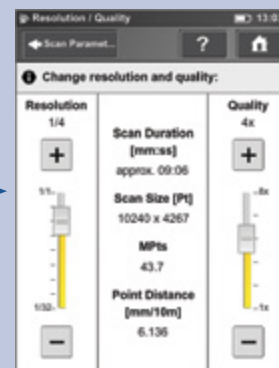 Resolution / Quality 13:0
Scan Paramet... ?
Change resolution and quality:
Resolution
1/4
+
1/1
1/32
-
Scan Duration
[mm:ss]
approx. 09:06
Scan Size [Pt]
10240 x 4267
MPts
43.7
Point Distance
[mm/10m]
6.136
Quality
4x
+
8x
1x
-